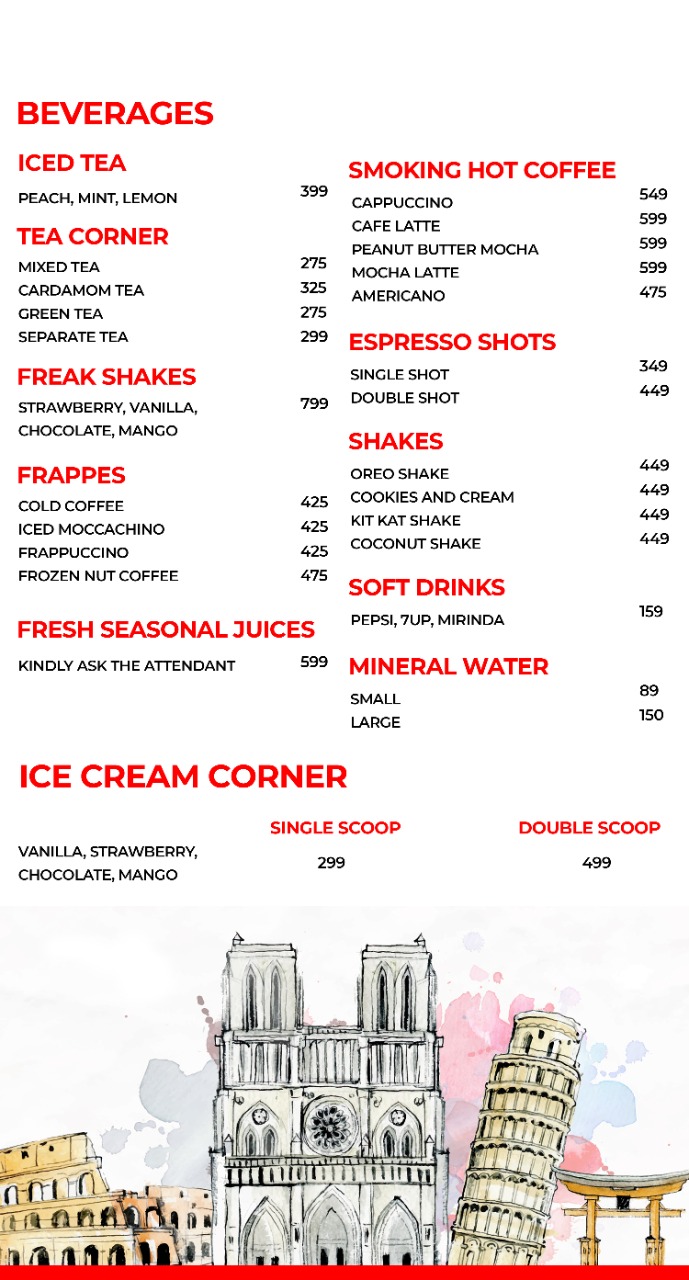 BEVERAGES
ICED TEA
PEACH, MINT, LEMON 399
TEA CORNER
MIXED TEA 275
CARDAMOM TEA 325
GREEN TEA 275
SEPARATE TEA 299
FREAK SHAKES
STRAWBERRY, VANILLA, 799
CHOCOLATE, MANGO
FRAPPES
COLD COFFEE 425
ICED MOCCACHINO 425
FRAPPUCCINO 425
FROZEN NUT COFFEE 475
FRESH SEASONAL JUICES
KINDLY ASK THE ATTENDANT 599
SMOKING HOT COFFEE
CAPPUCCINO 549
CAFE LATTE 599
PEANUT BUTTER MOCHA 599
MOCHA LATTE 599
AMERICANO 475
ESPRESSO SHOTS
SINGLE SHOT 349
DOUBLE SHOT 449
SHAKES
OREO SHAKE 449
COOKIES AND CREAM 449
KIT KAT SHAKE 449
COCONUT SHAKE 449
SOFT DRINKS
PEPSI, 7UP, MIRINDA 159
MINERAL WATER
SMALL 89
LARGE 150
ICE CREAM CORNER
SINGLE SCOOP DOUBLE SCOOP
VANILLA, STRAWBERRY, 299 499
CHOCOLATE, MANGO